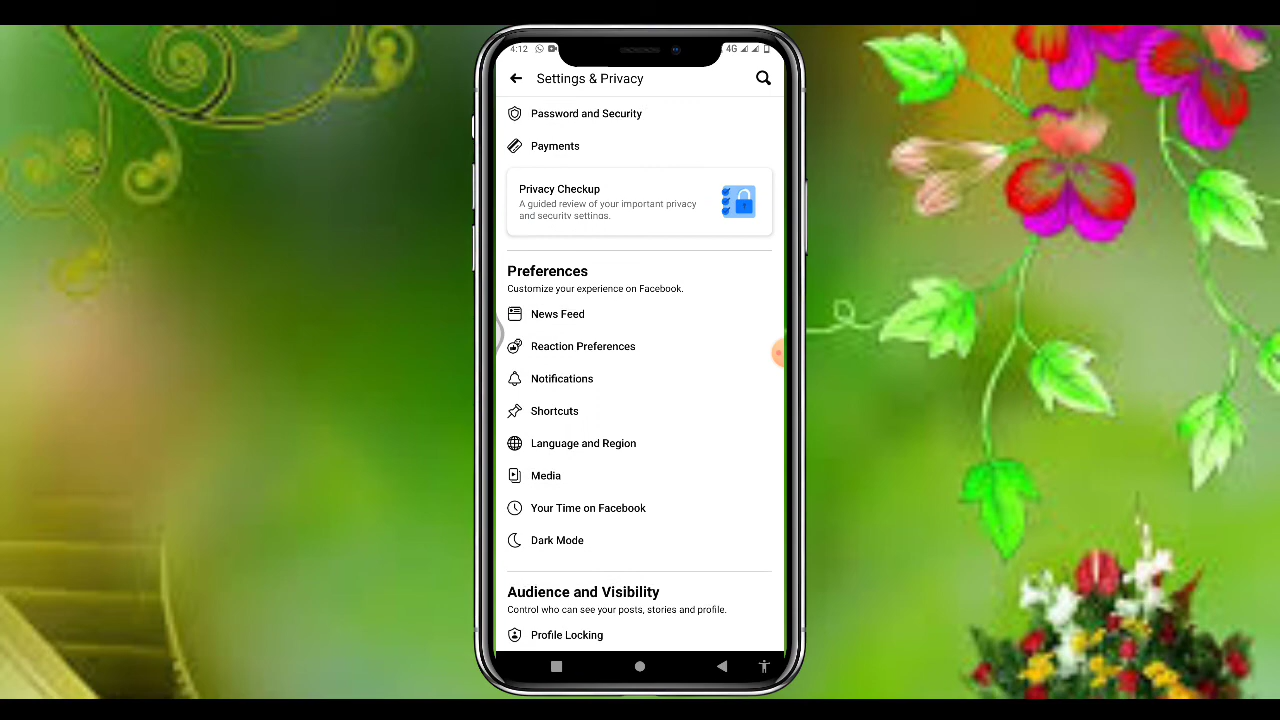 4:12
4G
Settings & Privacy
Password and Security
Payments
Privacy Checkup
A guided review of your important privacy
and security settings.
Preferences
Customize your experience on Facebook.
News Feed
Reaction Preferences
Notifications
Shortcuts
Language and Region
Media
Your Time on Facebook
Dark Mode
Audience and Visibility
Control who can see your posts, stories and profile.
Profile Locking